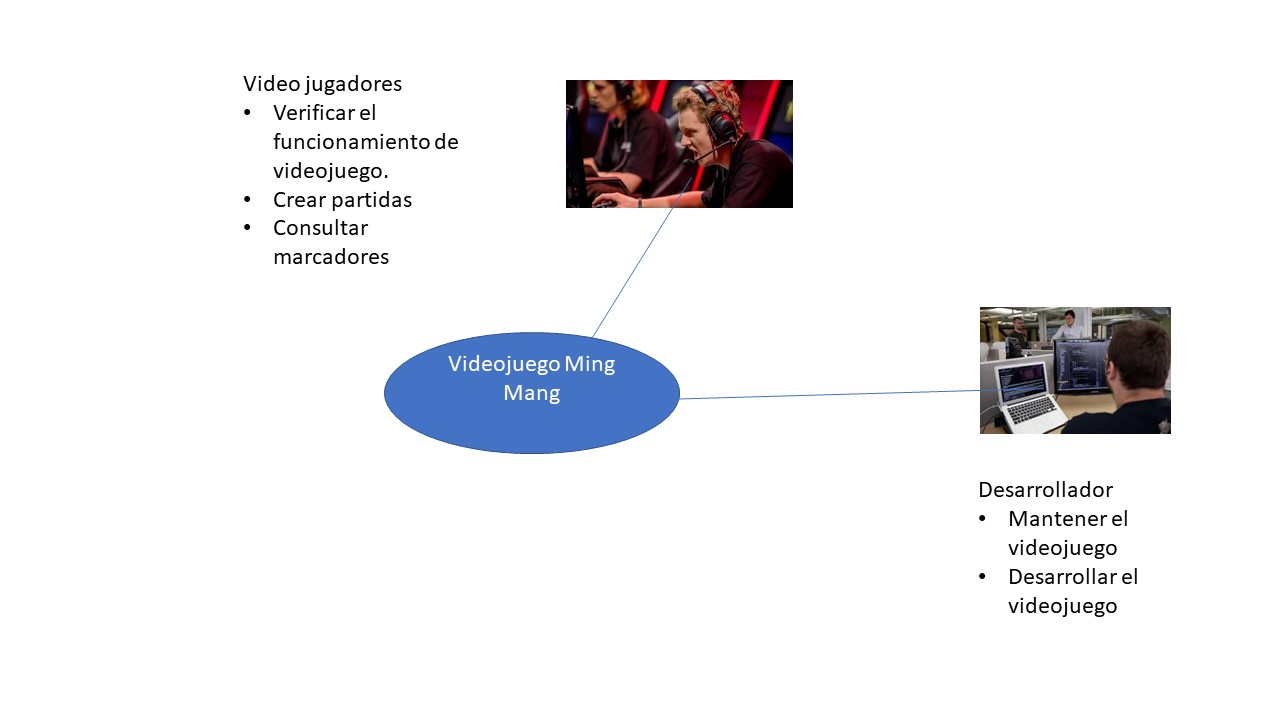 Video jugadores
• Verificar el
funcionamiento de
videojuego.
• Crear partidas
• Consultar
marcadores
Videojuego Ming
Mang
Desarrollador
• Mantener el
videojuego
• Desarrollar el
videojuego